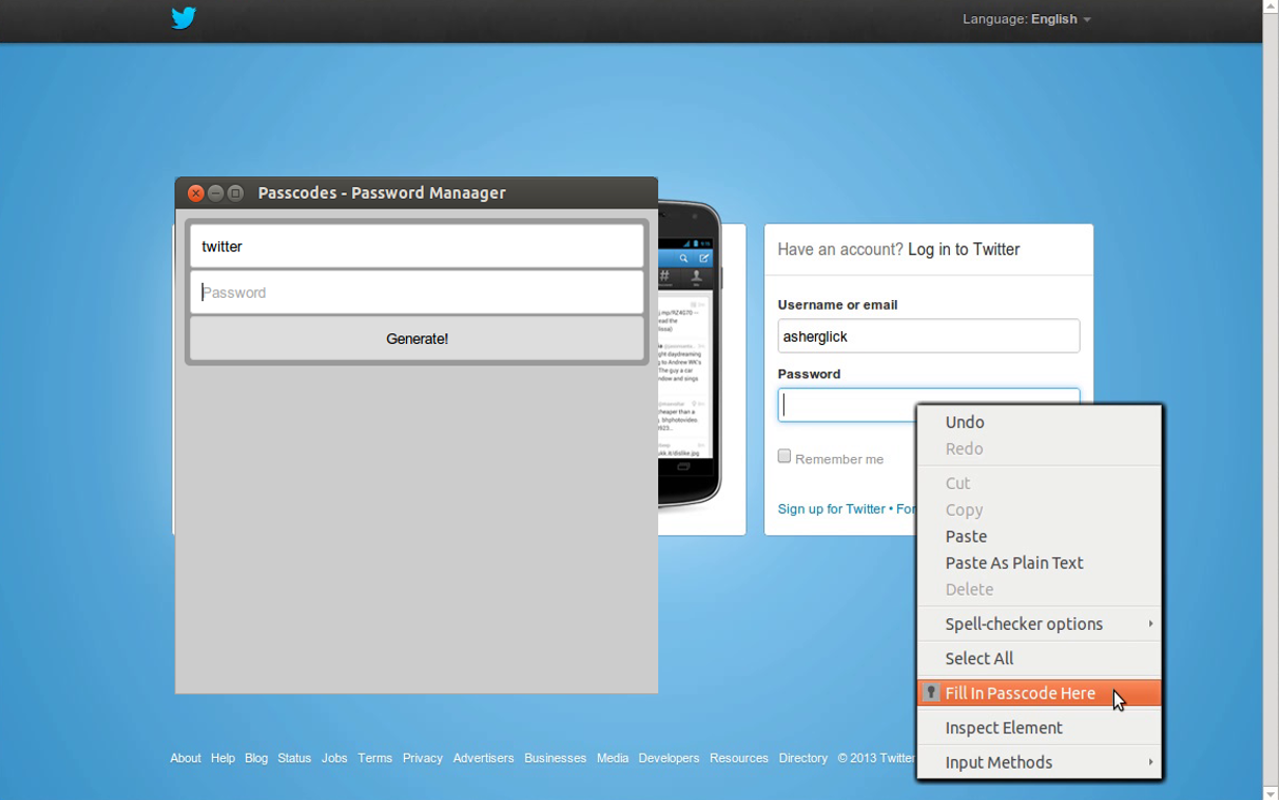 Language: English
Passcodes - Password Manaager
twitter
Password
Generate!
Have an account? Log in to Twitter
Username or email
asherglick
Password
Remember me
Sign up for Twitter • For
Undo
Redo
Cut
Copy
Paste
Paste As Plain Text
Delete
Spell-checker options
Select All
Fill In Passcode Here
Inspect Element
Input Methods
About Help Blog Status Jobs Terms Privacy Advertisers Businesses Media Developers Resources Directory © 2013 Twitter